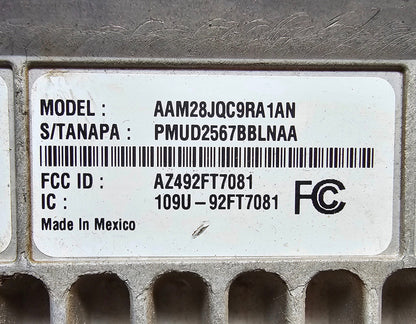 MODEL : AAM28JQC9RA1AN
S/TANAPA : PMUD2567BBLNAA
FCC ID : AZ492FT7081
IC : 109U-92FT7081
FC
Made In Mexico